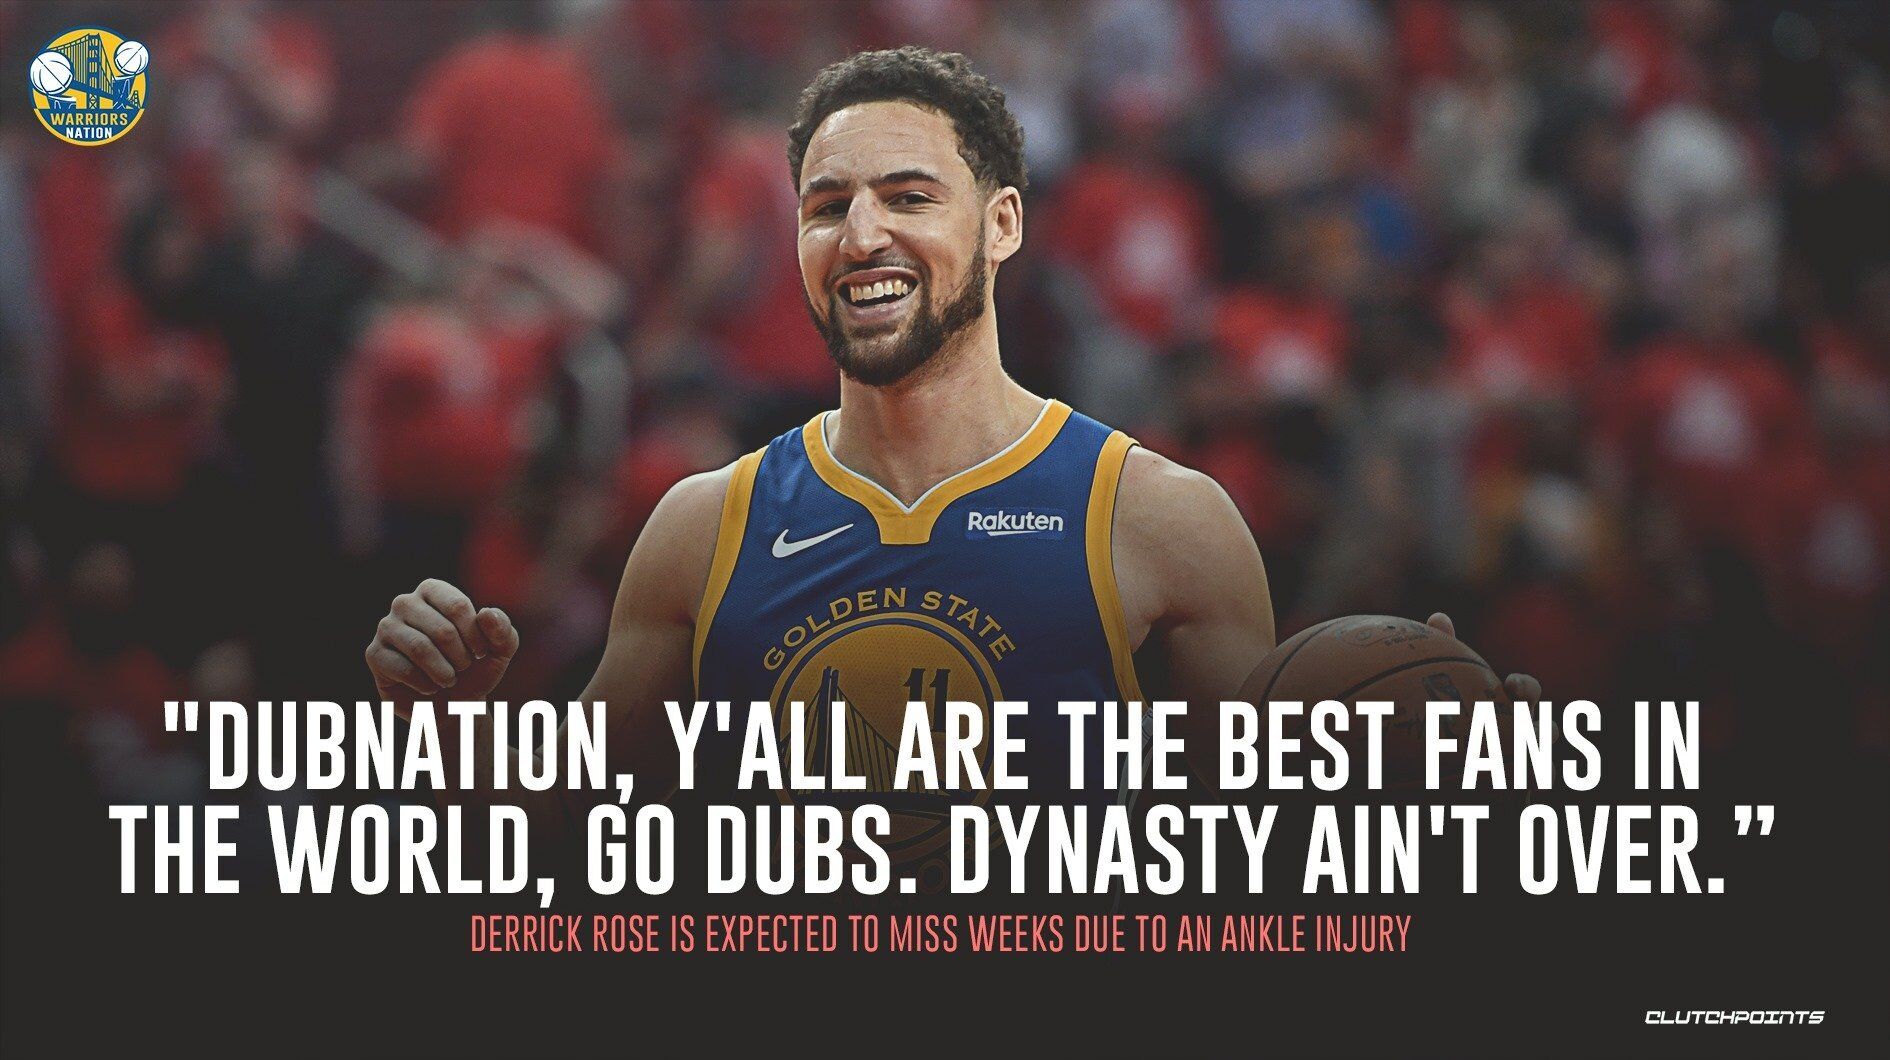 WARRIORS
NATION
Rakuten
GOLDEN STATE
11
"DUBNATION, Y'ALL ARE THE BEST FANS IN
THE WORLD, GO DUBS. DYNASTY AIN'T OVER.”
DERRICK ROSE IS EXPECTED TO MISS WEEKS DUE TO AN ANKLE INJURY
CLUTCHPOINTS